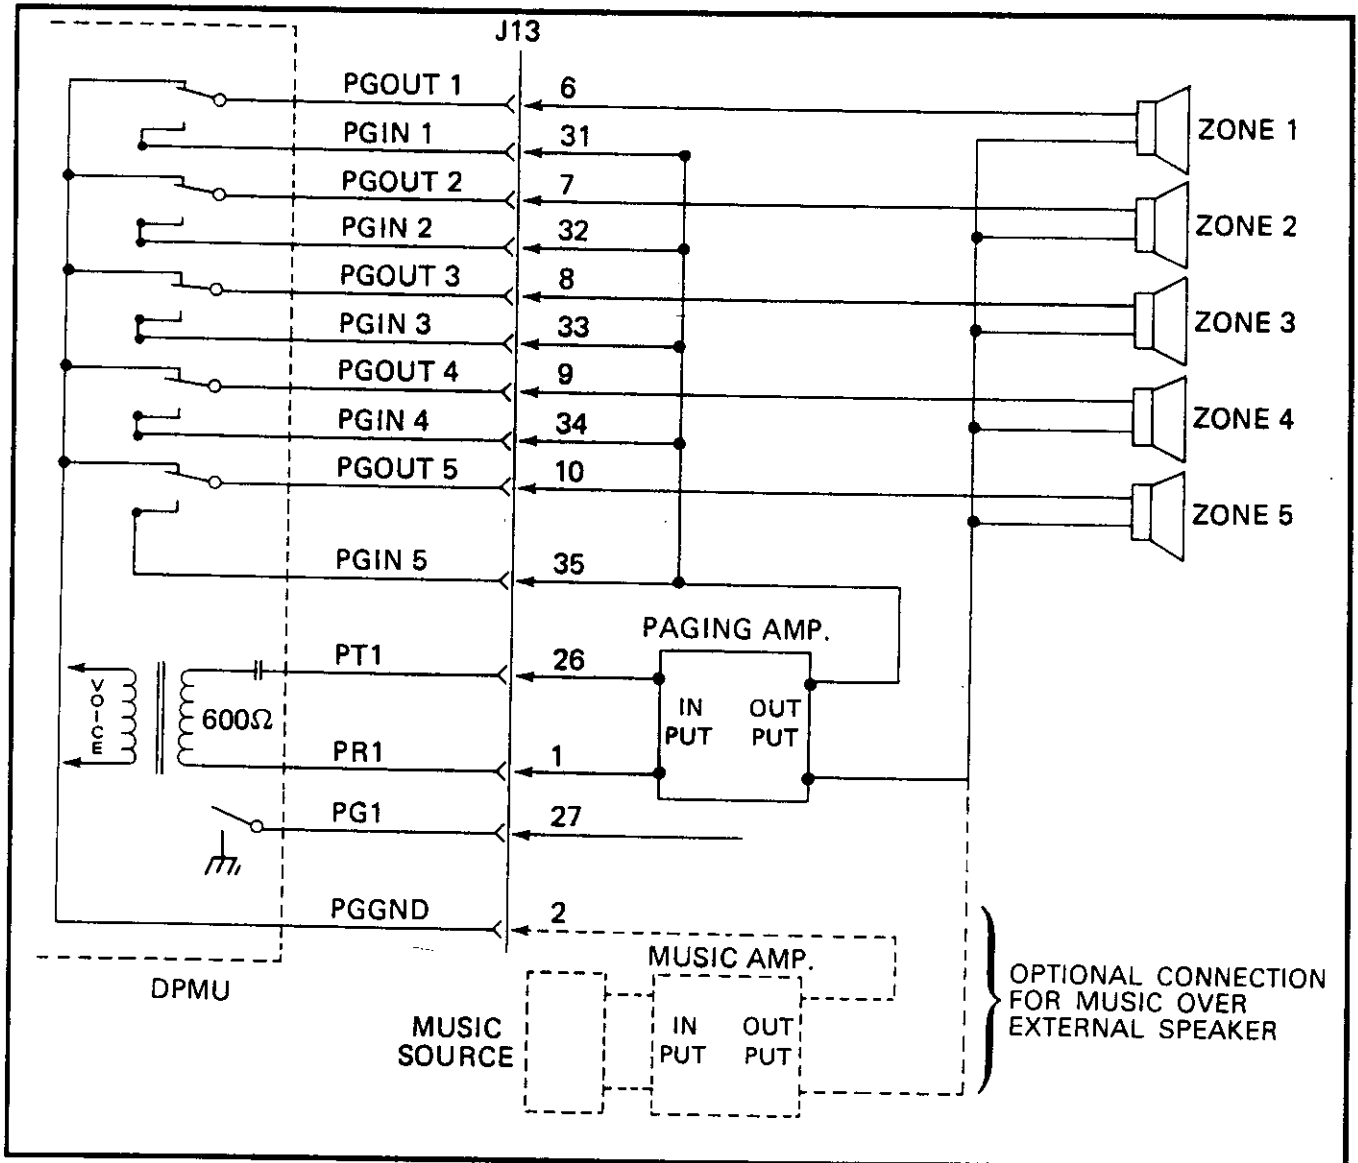 J13
PGOUT 1
6
ZONE 1
PGIN 1
31
PGOUT 2
7
ZONE 2
PGIN 2
32
PGOUT 3
8
ZONE 3
PGIN 3
33
PGOUT 4
9
ZONE 4
PGIN 4
34
PGOUT 5
10
ZONE 5
PGIN 5
35
PAGING AMP.
PT1
26
VOICE
600Ω
IN PUT
OUT PUT
PR1
1
PG1
27
PGGND
2
DPMU
MUSIC AMP.
MUSIC
SOURCE
IN PUT
OUT PUT
OPTIONAL CONNECTION
FOR MUSIC OVER
EXTERNAL SPEAKER